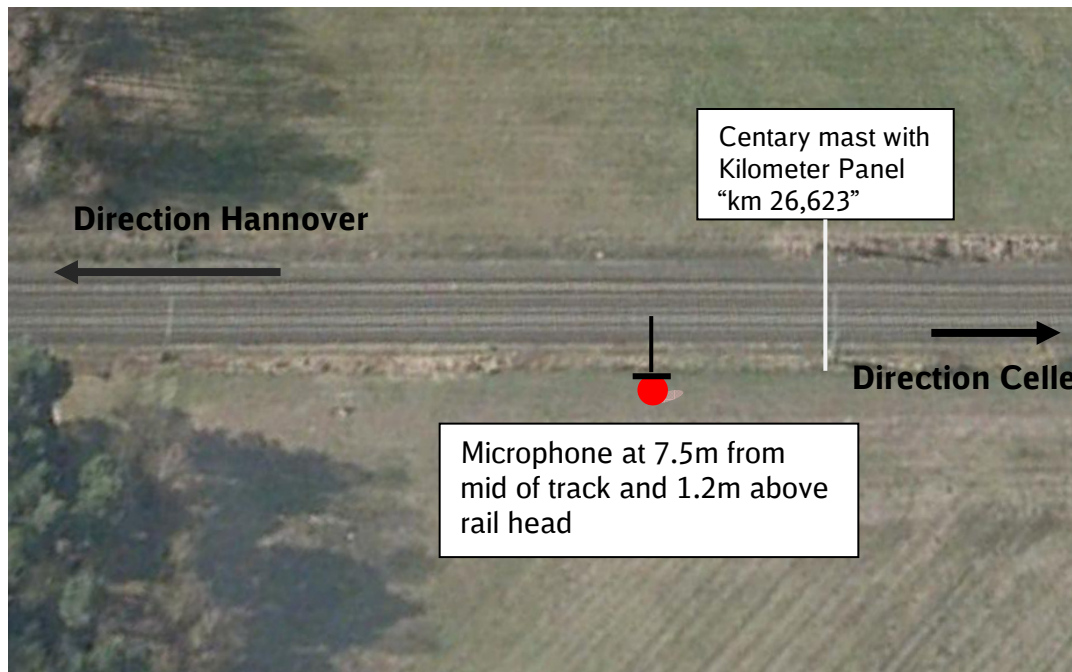 Centary mast with
Kilometer Panel
“km 26,623”
Direction Hannover
Direction Celle
Microphone at 7.5m from
mid of track and 1.2m above
rail head